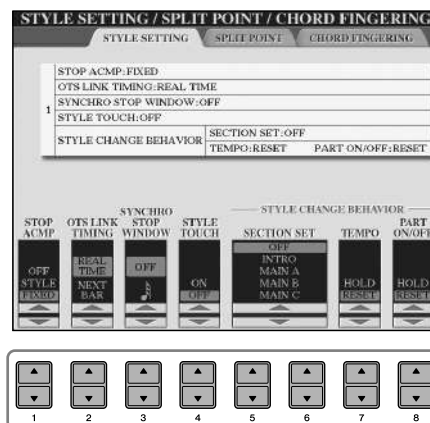 STYLE SETTING / SPLIT POINT / CHORD FINGERING
STYLE SETTING SPLIT POINT CHORD FINGERING
STOP ACMP:FIXED
OTS LINK TIMING:REAL TIME
1
SYNCHRO STOP WINDOW:OFF
STYLE TOUCH:OFF
STYLE CHANGE BEHAVIOR
SECTION SET:OFF
TEMPO:RESET PART ON/OFF:RESET
STYLE CHANGE BEHAVIOR
STOP ACMP
OTS LINK TIMING
SYNCHRO STOP WINDOW
STYLE TOUCH
SECTION SET
TEMPO
PART ON/OFF
OFF
STYLE
FIXED
REAL TIME
NEXT BAR
OFF
ON
OFF
OFF
INTRO
MAIN A
MAIN B
MAIN C
HOLD
RESET
HOLD
RESET
1 2 3 4 5 6 7 8